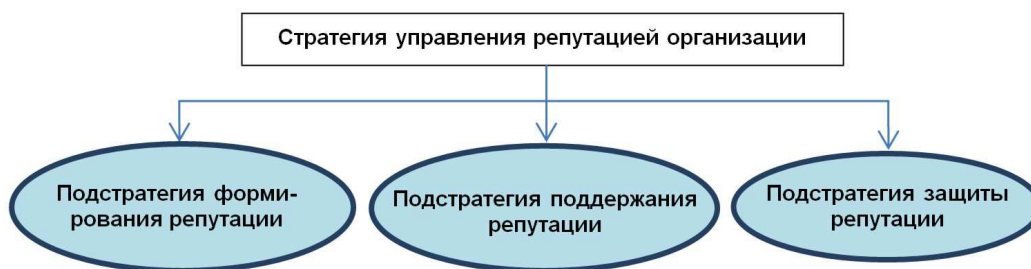 Стратегия управления репутацией организации
Подстратегия форми-
рования репутации
Подстратегия поддержания
репутации
Подстратегия защиты
репутации